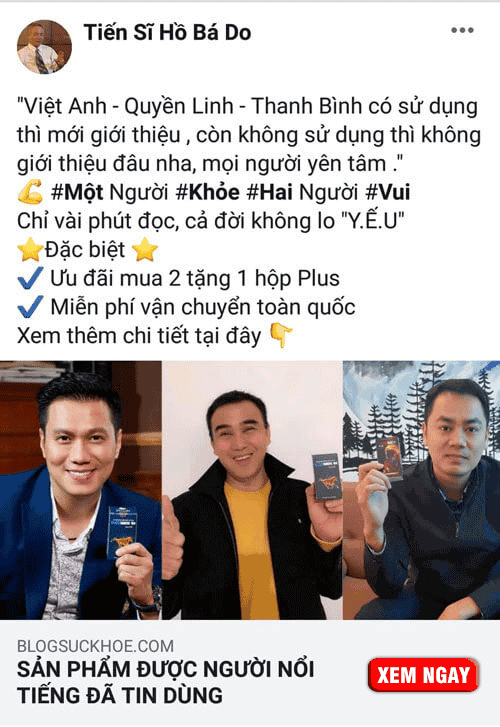 Tiến Sĩ Hồ Bá Do
"Việt Anh - Quyền Linh - Thanh Bình có sử dụng
thì mới giới thiệu , còn không sử dụng thì không
giới thiệu đâu nha, mọi người yên tâm ."
💪 #Một Người #Khỏe #Hai Người #Vui
Chỉ vài phút đọc, cả đời không lo "Y.Ế.U"
⭐Đặc biệt ⭐
✔ Ưu đãi mua 2 tặng 1 hộp Plus
✔ Miễn phí vận chuyển toàn quốc
Xem thêm chi tiết tại đây 👇
BLOGSUCKHOE.COM
SẢN PHẨM ĐƯỢC NGƯỜI NỔI
TIẾNG ĐÃ TIN DÙNG
XEM NGAY